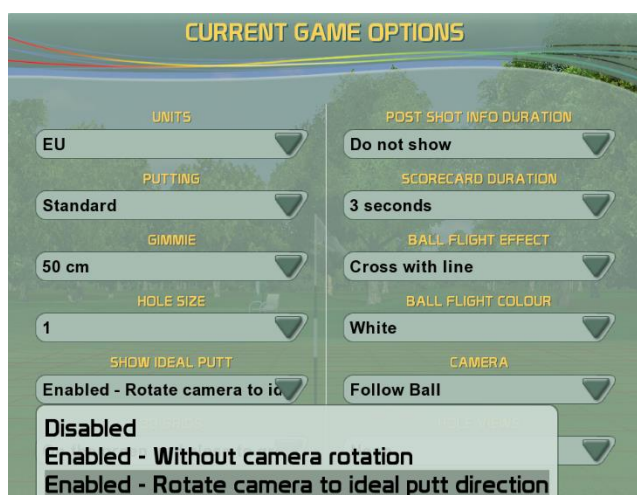 CURRENT GAME OPTIONS
UNITS
EU
PUTTING
Standard
GIMMIE
50 cm
HOLE SIZE
1
SHOW IDEAL PUTT
Enabled - Rotate camera to id
Disabled
Enabled - Without camera rotation
Enabled - Rotate camera to ideal putt direction
POST SHOT INFO DURATION
Do not show
SCORECARD DURATION
3 seconds
BALL FLIGHT EFFECT
Cross with line
BALL FLIGHT COLOUR
White
CAMERA
Follow Ball